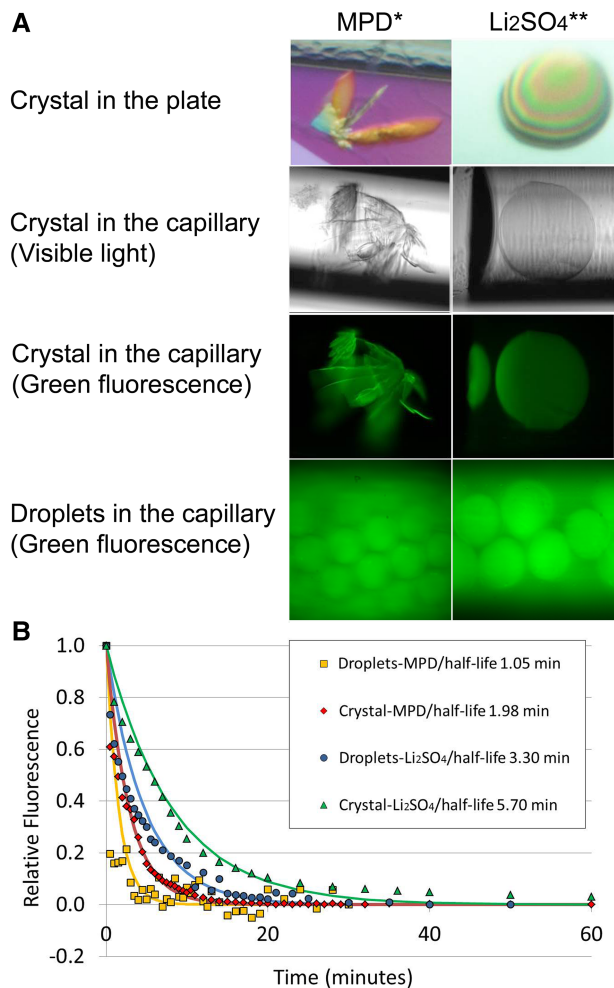 A
MPD*
Li2SO4**
Crystal in the plate
Crystal in the capillary
(Visible light)
Crystal in the capillary
(Green fluorescence)
Droplets in the capillary
(Green fluorescence)
B
1.0
0.8
0.6
0.4
0.2
0.0
-0.2
Relative Fluorescence
Droplets-MPD/half-life 1.05 min
Crystal-MPD/half-life 1.98 min
Droplets-Li2SO4/half-life 3.30 min
Crystal-Li2SO4/half-life 5.70 min
0
20
40
60
Time (minutes)